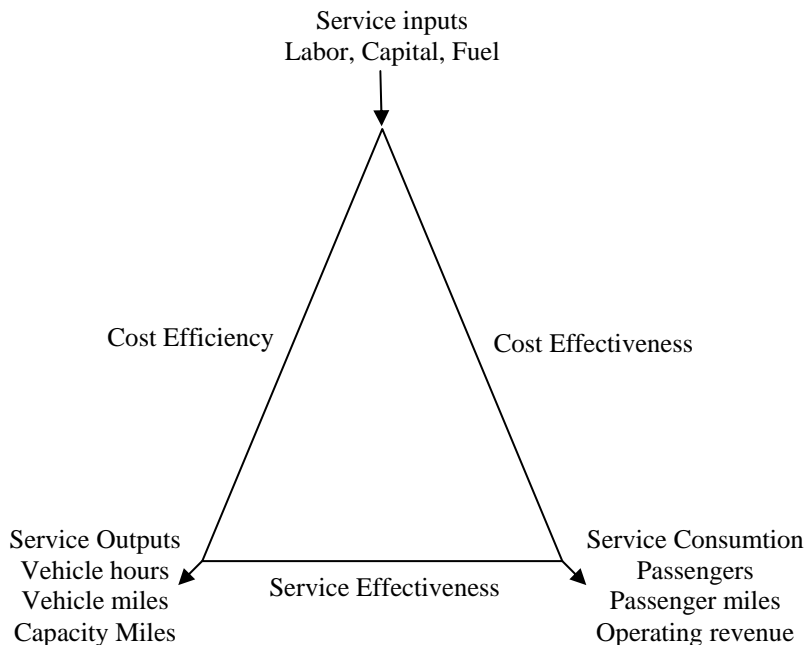 Service inputs
Labor, Capital, Fuel
Cost Efficiency
Cost Effectiveness
Service Outputs
Vehicle hours
Vehicle miles
Capacity Miles
Service Effectiveness
Service Consumtion
Passengers
Passenger miles
Operating revenue